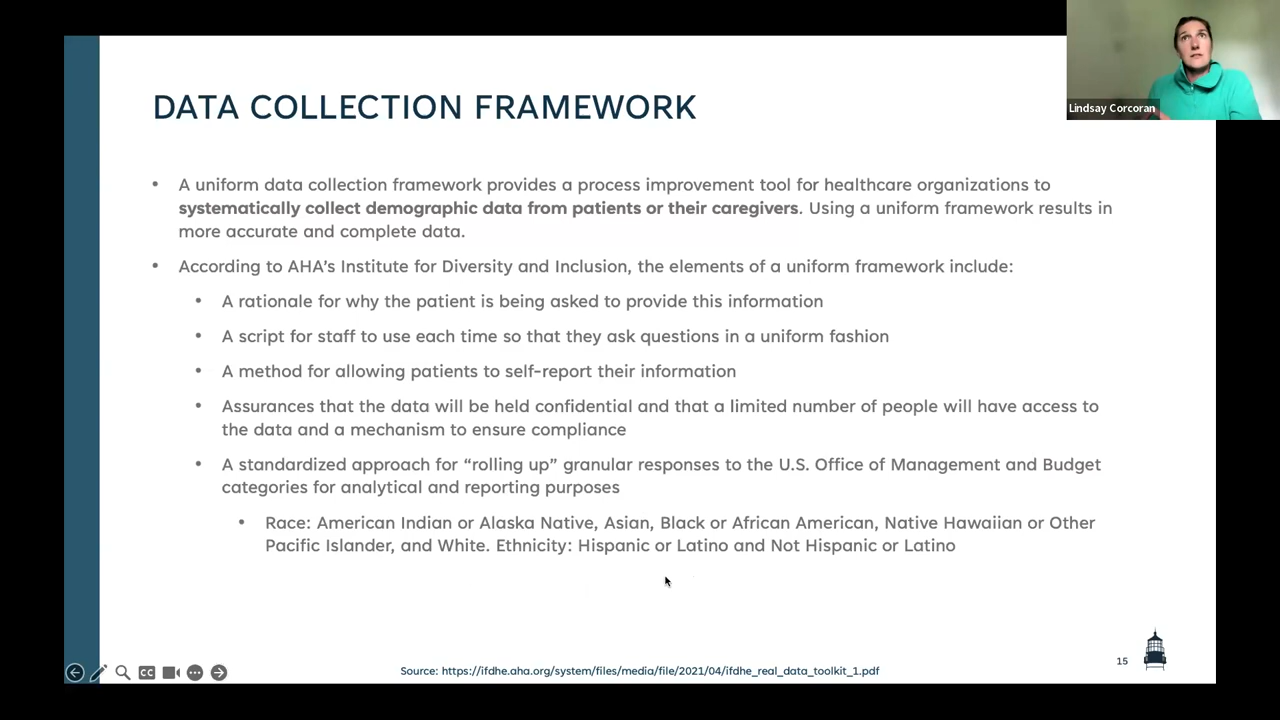 Lindsay Corcoran
DATA COLLECTION FRAMEWORK
• A uniform data collection framework provides a process improvement tool for healthcare organizations to
systematically collect demographic data from patients or their caregivers. Using a uniform framework results in
more accurate and complete data.
• According to AHA's Institute for Diversity and Inclusion, the elements of a uniform framework include:
• A rationale for why the patient is being asked to provide this information
• A script for staff to use each time so that they ask questions in a uniform fashion
• A method for allowing patients to self-report their information
• Assurances that the data will be held confidential and that a limited number of people will have access to
the data and a mechanism to ensure compliance
• A standardized approach for “rolling up” granular responses to the U.S. Office of Management and Budget
categories for analytical and reporting purposes
• Race: American Indian or Alaska Native, Asian, Black or African American, Native Hawaiian or Other
Pacific Islander, and White. Ethnicity: Hispanic or Latino and Not Hispanic or Latino
15
CC
Source: https://ifdhe.aha.org/system/files/media/file/2021/04/ifdhe_real_data_toolkit_1.pdf